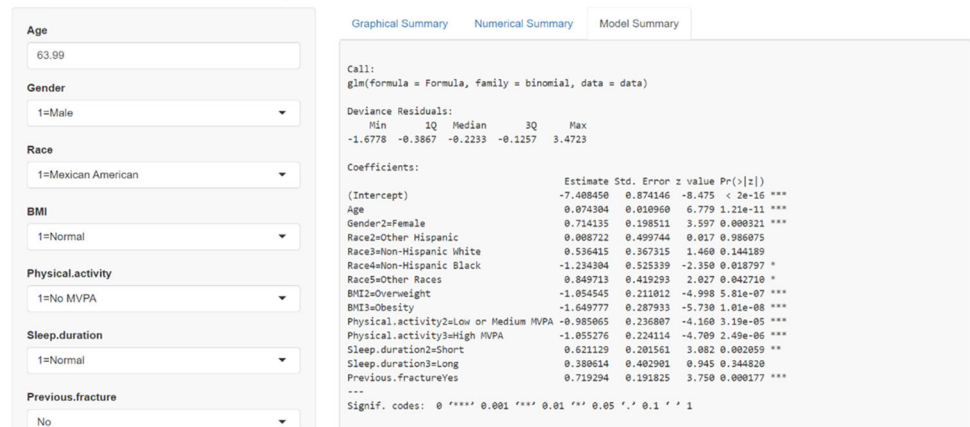 Age
63.99
Gender
1=Male
Race
1=Mexican American
BMI
1=Normal
Physical.activity
1=No MVPA
Sleep.duration
1=Normal
Previous.fracture
No
Graphical Summary Numerical Summary Model Summary
Call:
glm(formula = Formula, family = binomial, data = data)
Deviance Residuals:
Min 1Q Median 3Q Max
-1.6778 -0.3867 -0.2233 -0.1257 3.4723
Coefficients:
Estimate Std. Error z value Pr(>|z|)
(Intercept) -7.408450 0.874146 -8.475 < 2e-16 ***
Age 0.074304 0.010960 6.779 1.21e-11 ***
Gender2=Female 0.714135 0.198511 3.597 0.000321 ***
Race2=Other Hispanic 0.008722 0.499744 0.017 0.986075
Race3=Non-Hispanic White 0.536415 0.367315 1.460 0.144189
Race4=Non-Hispanic Black -1.234304 0.525339 -2.350 0.018797 *
Race5=Other Races 0.849713 0.419293 2.027 0.042710 *
BMI2=Overweight -1.054545 0.211012 -4.998 5.81e-07 ***
BMI3=Obesity -1.649777 0.287933 -5.730 1.01e-08 ***
Physical.activity2=Low or Medium MVPA -0.985065 0.236807 -4.160 3.19e-05 ***
Physical.activity3=High MVPA -1.055276 0.224114 -4.709 2.49e-06 ***
Sleep.duration2=Short 0.621129 0.201561 3.082 0.002059 **
Sleep.duration3=Long 0.380614 0.402901 0.945 0.344820
Previous.fractureYes 0.719294 0.191825 3.750 0.000177 ***
---
Signif. codes: 0 ‘***’ 0.001 ‘**’ 0.01 ‘*’ 0.05 ‘.’ 0.1 ‘ ’ 1